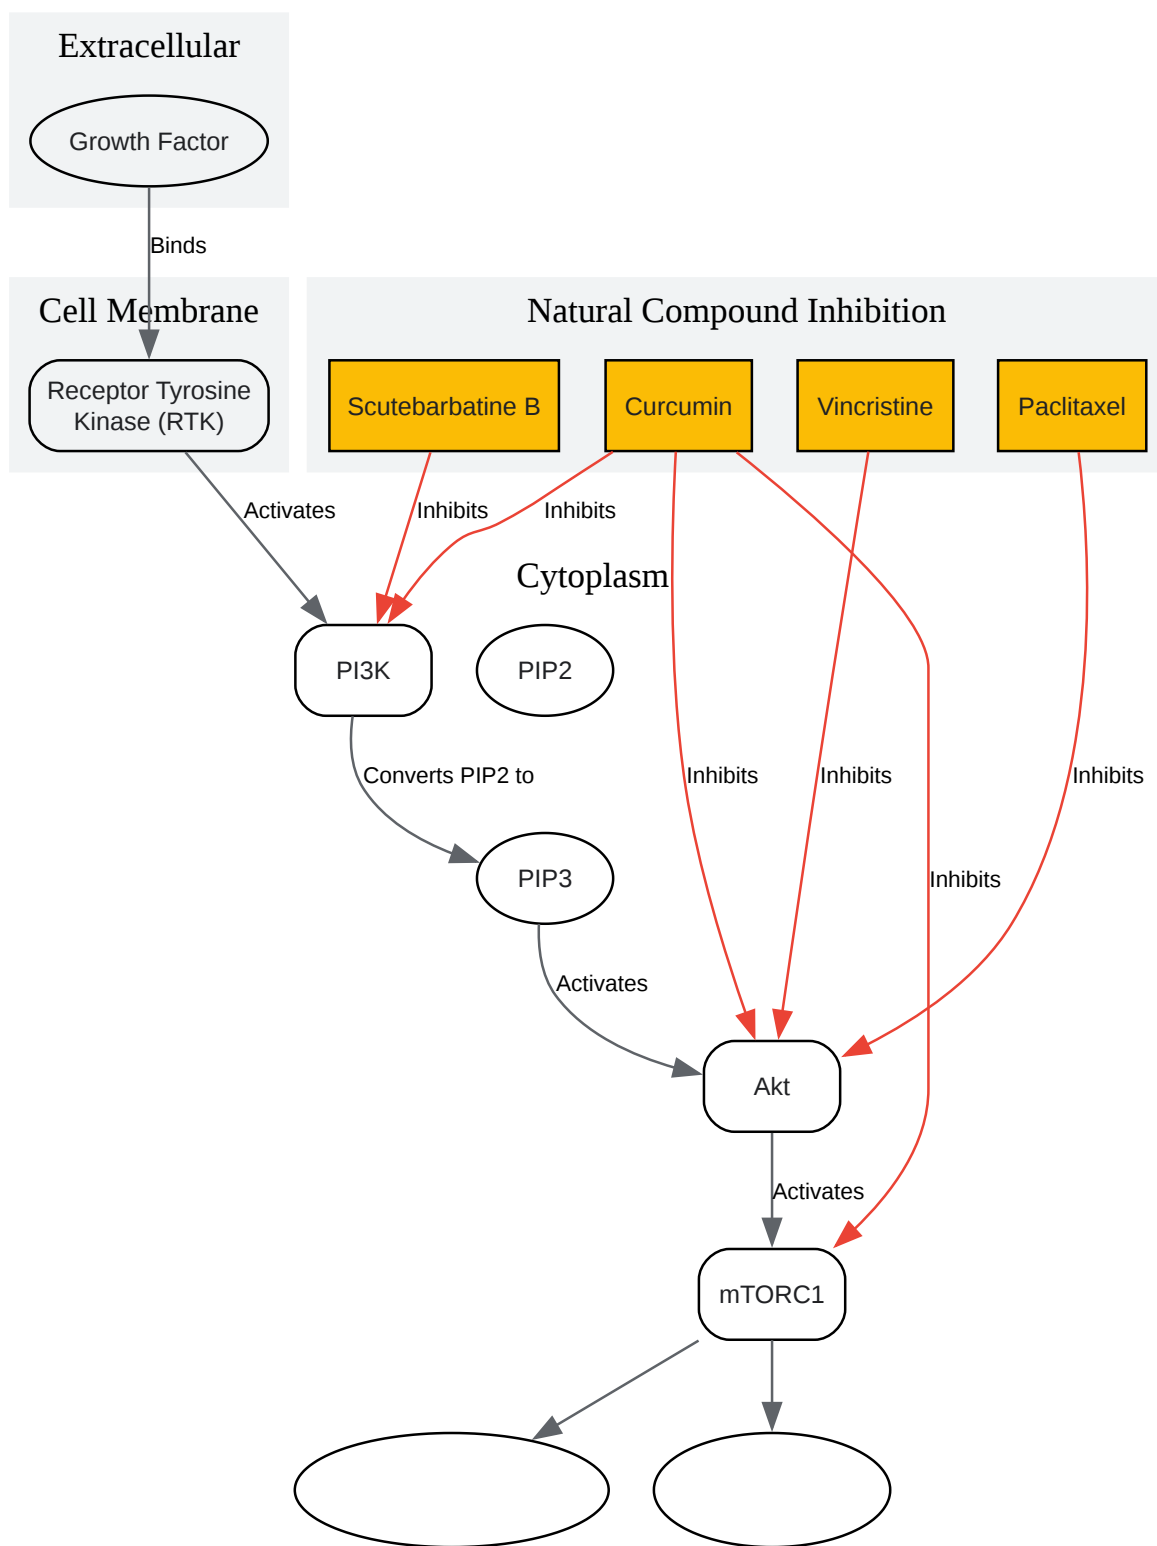 Extracellular
Growth Factor
Binds
Cell Membrane
Natural Compound Inhibition
Receptor Tyrosine
Kinase (RTK)
Scutebarbatine B
Curcumin
Vincristine
Paclitaxel
Activates
Inhibits
Inhibits
Cytoplasm
PI3K
PIP2
Converts PIP2 to
Inhibits
Inhibits
Inhibits
PIP3
Inhibits
Activates
Akt
Activates
mTORC1